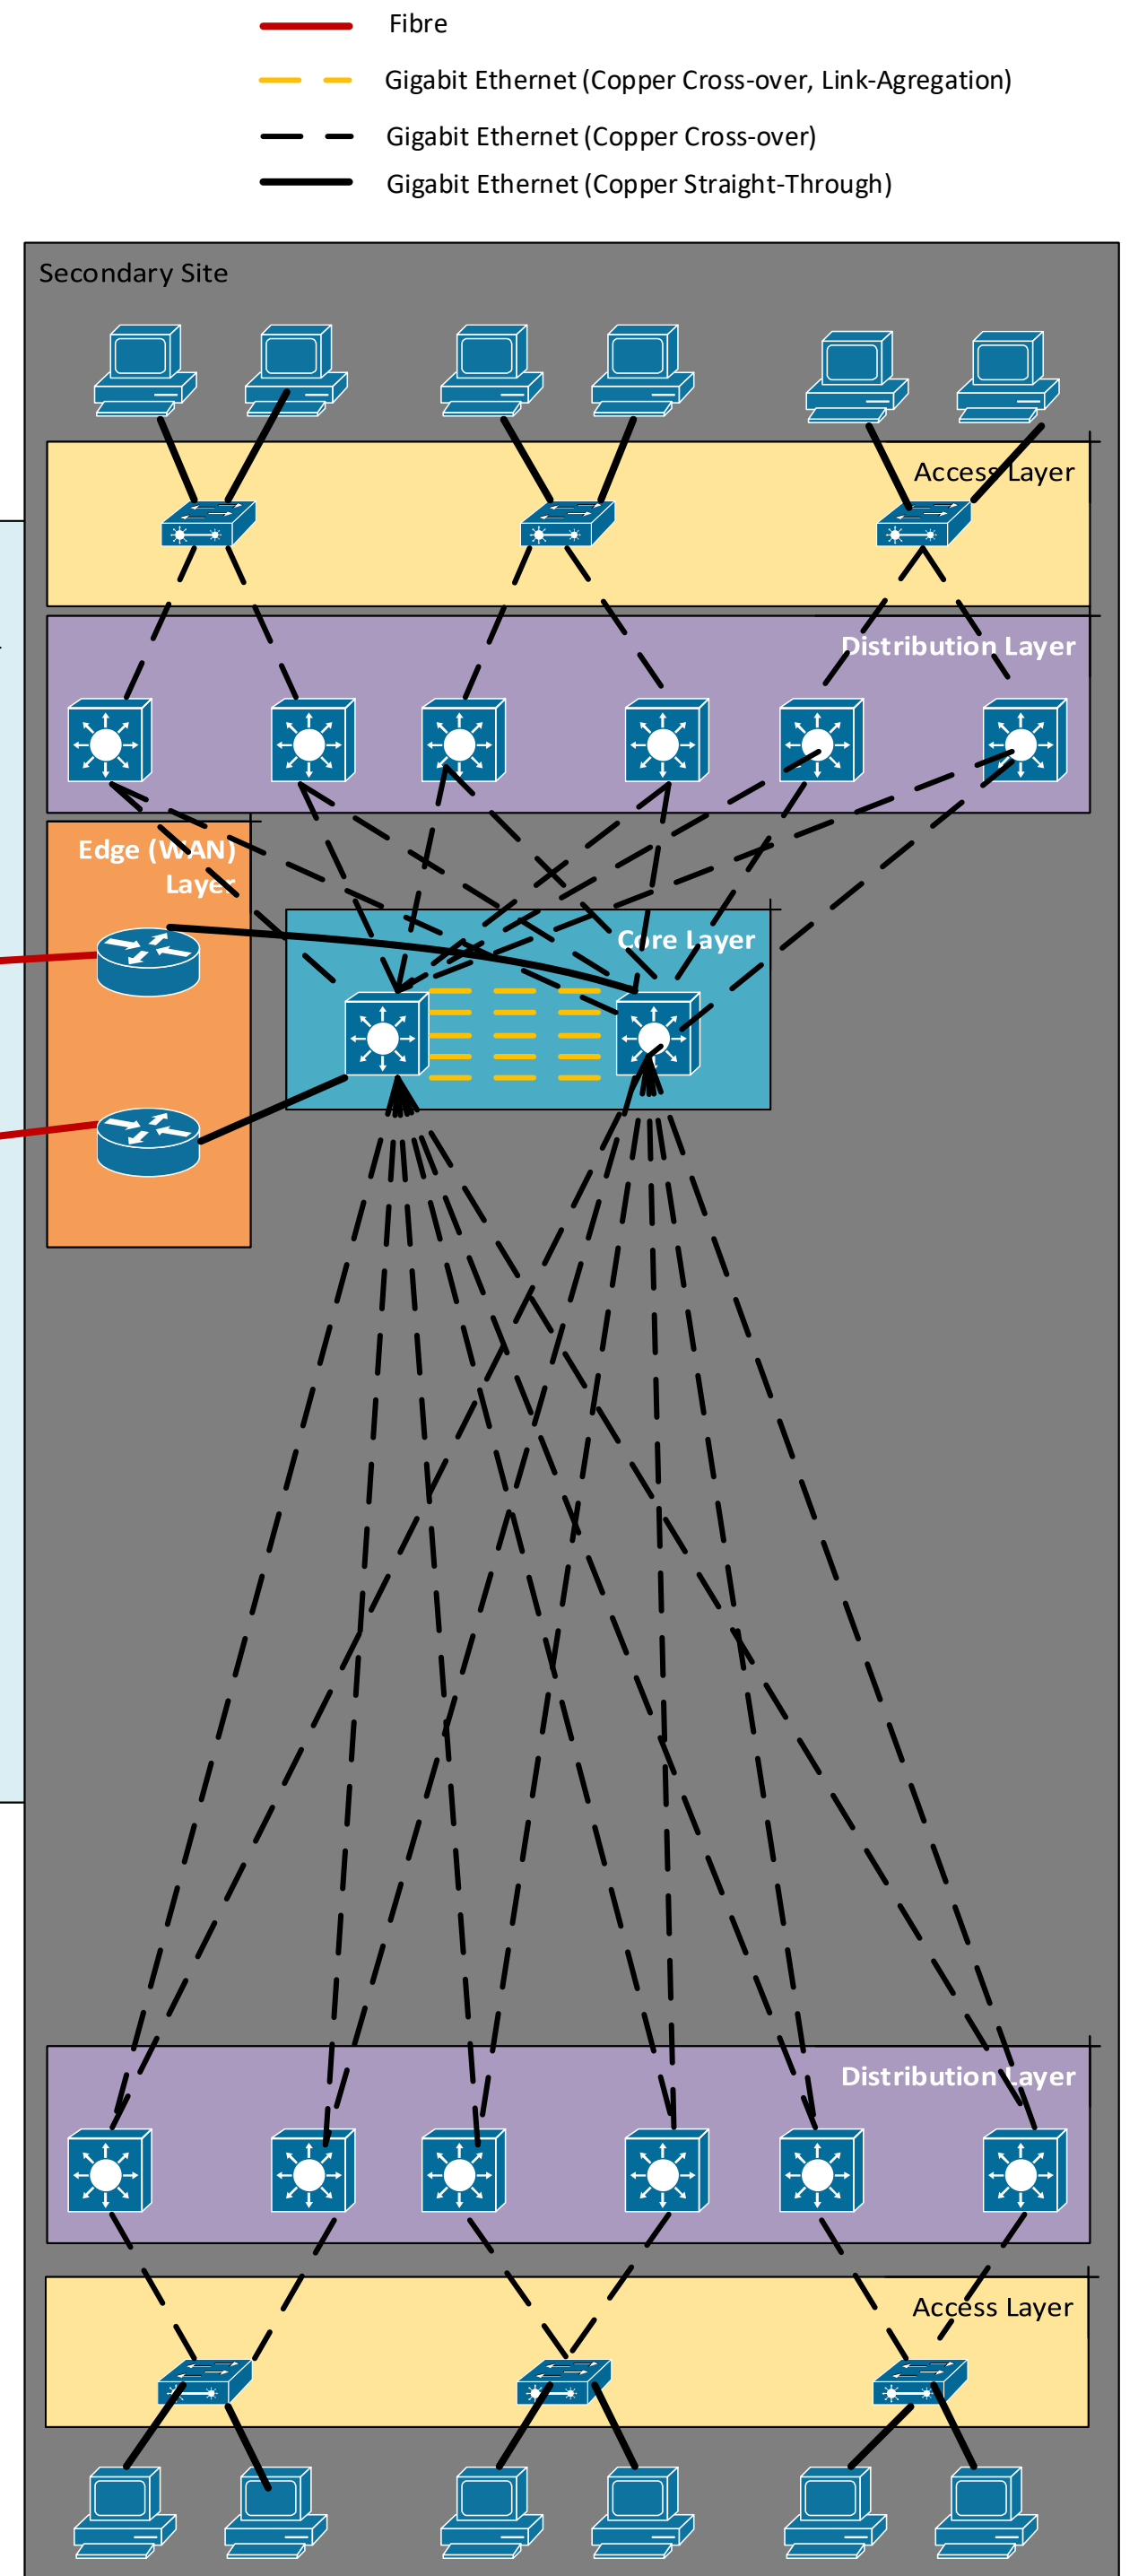 Fibre
Gigabit Ethernet (Copper Cross-over, Link-Agregation)
Gigabit Ethernet (Copper Cross-over)
Gigabit Ethernet (Copper Straight-Through)
Secondary Site
Access Layer
Distribution Layer
Edge (WAN)
Layer
Core Layer
Distribution Layer
Access Layer